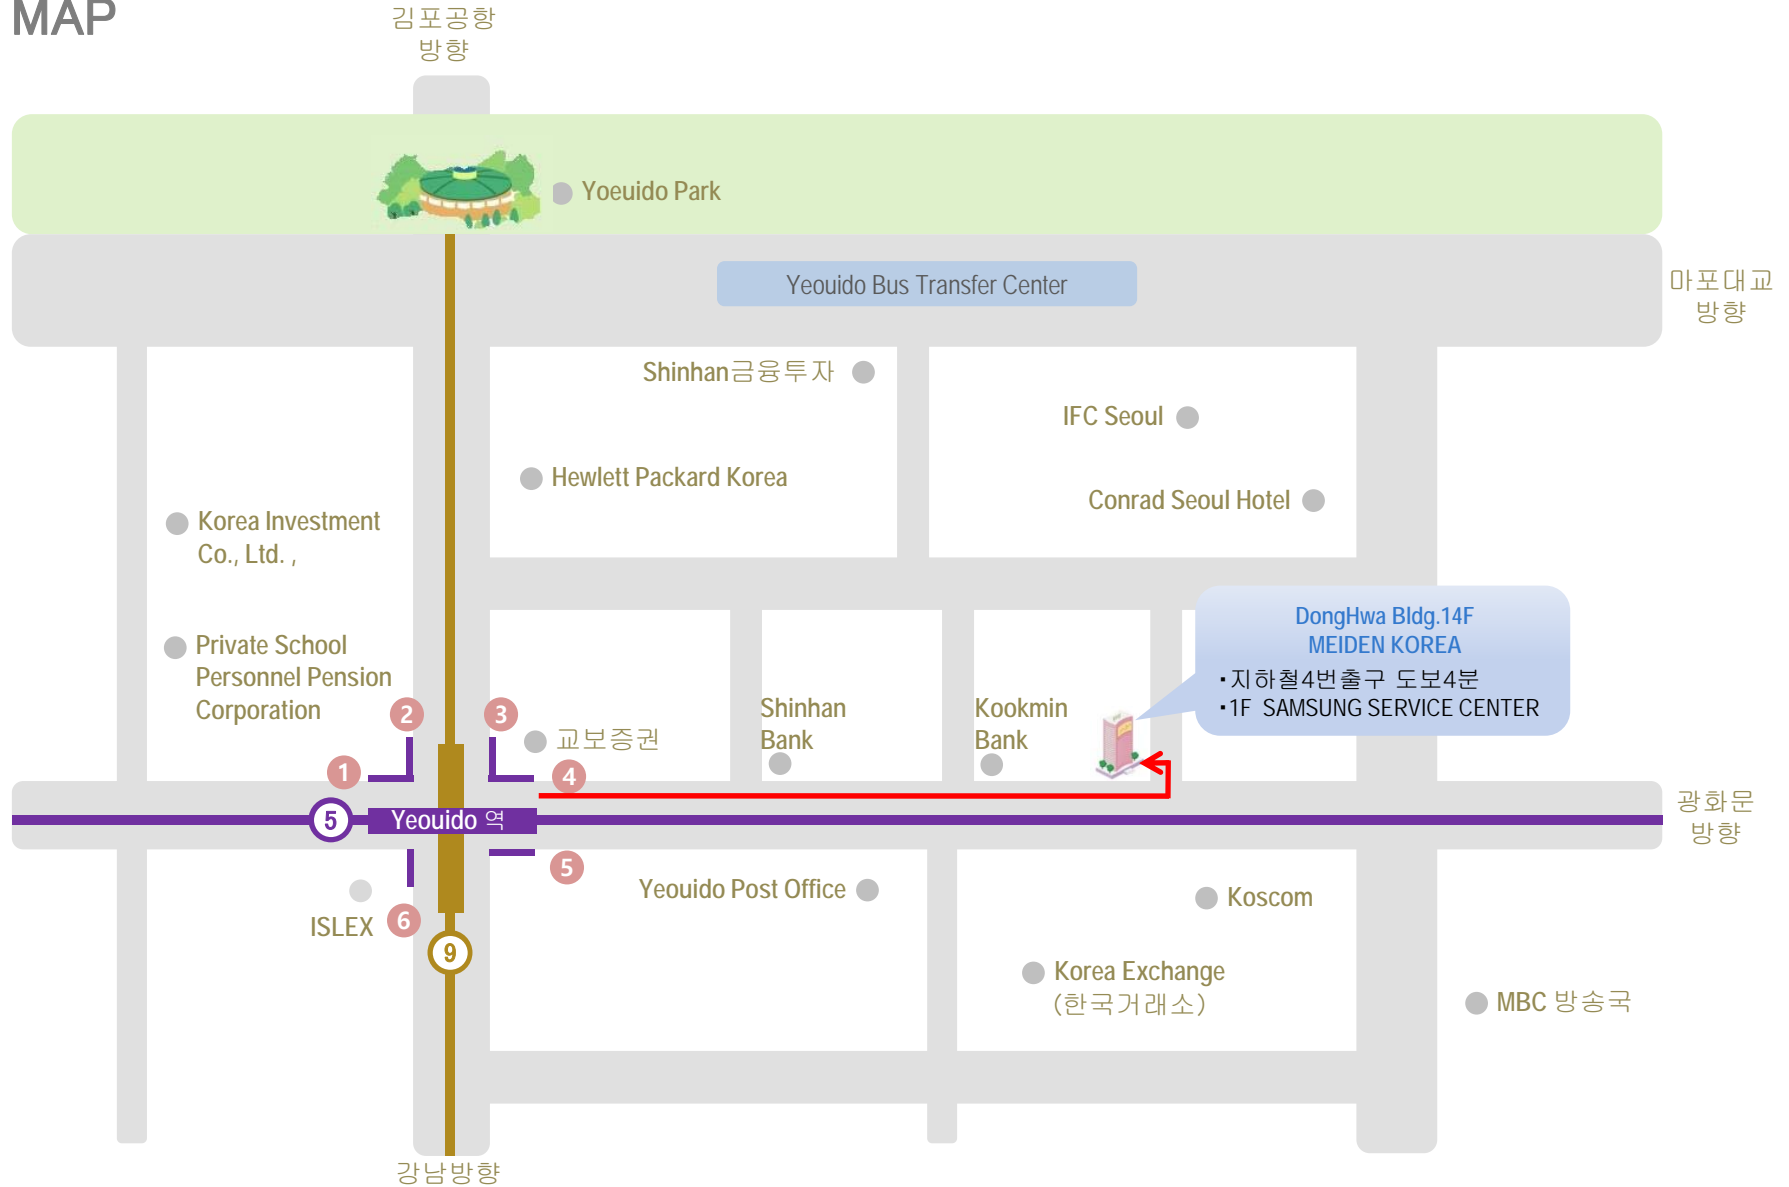 MAP
김포공항
방향
Yoeuido Park
Yeouido Bus Transfer Center
마포대교
방향
Shinhan금융투자
IFC Seoul
Hewlett Packard Korea
Conrad Seoul Hotel
Korea Investment
Co., Ltd. ,
DongHwa Bldg.14F
MEIDEN KOREA
▪지하철4번출구 도보4분
▪1F SAMSUNG SERVICE CENTER
Private School
Personnel Pension
Corporation
2
3
교보증권
Shinhan
Bank
Kookmin
Bank
1
4
5
Yeouido 역
광화문
방향
5
Yeouido Post Office
Koscom
ISLEX
6
9
Korea Exchange
(한국거래소)
MBC 방송국
강남방향